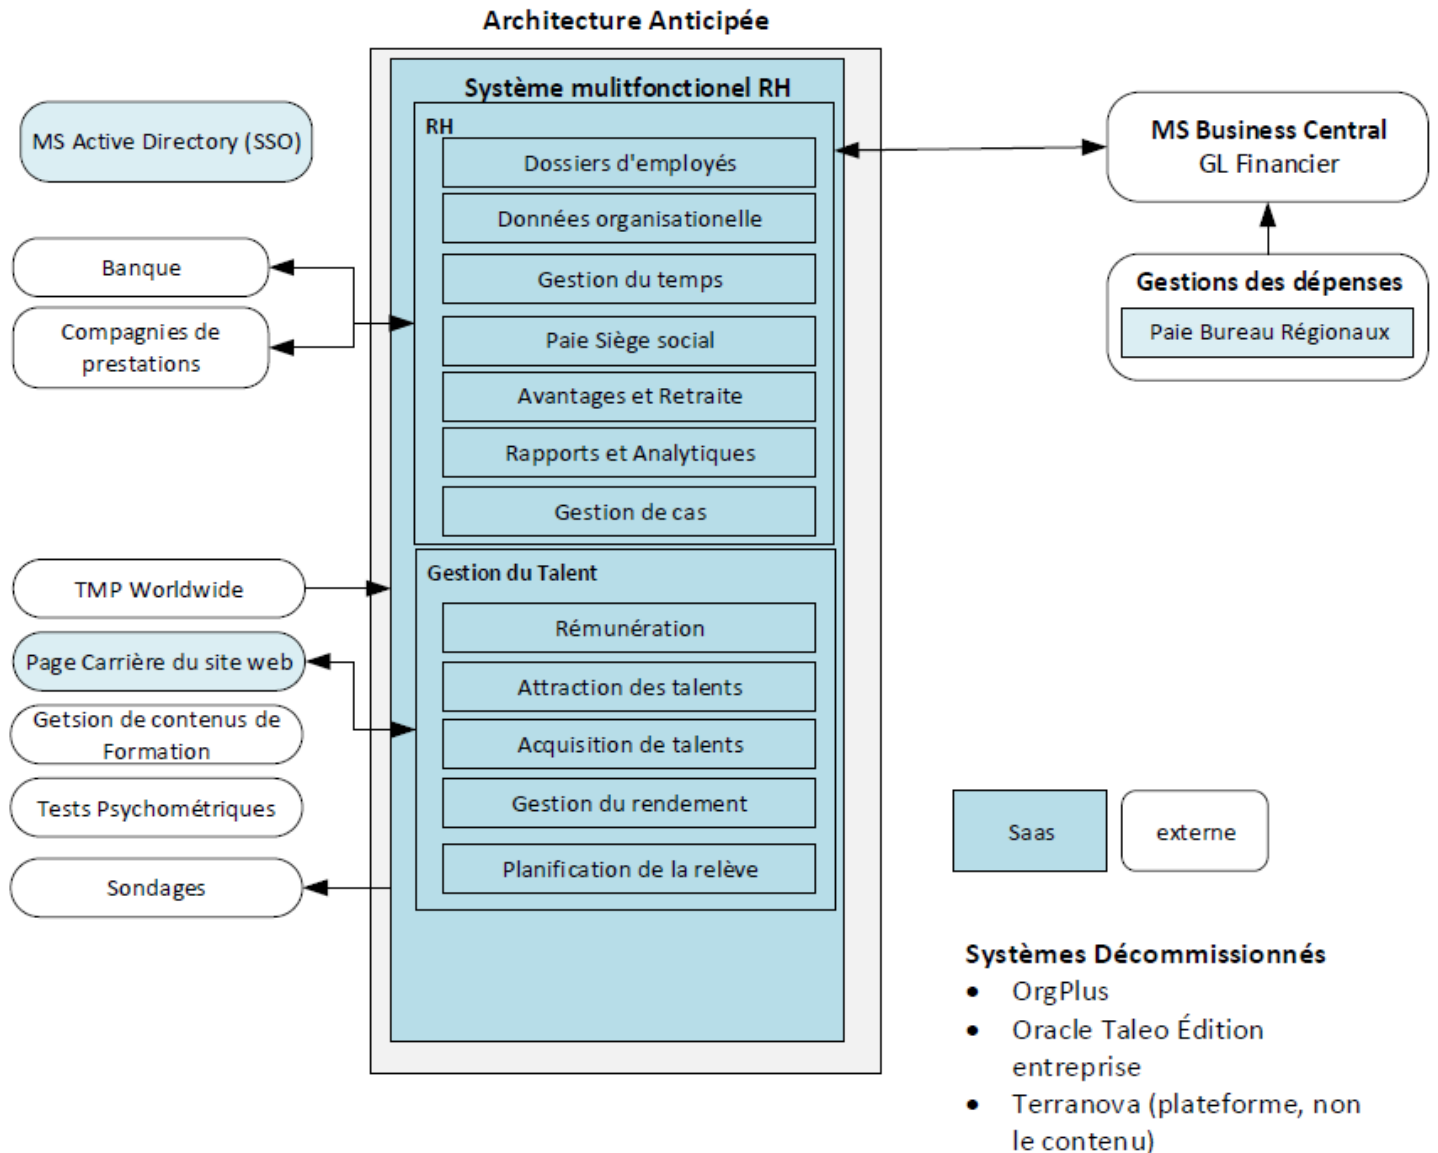 Architecture Anticipée
Système mulitfonctionel RH
RH
Dossiers d'employés
Données organisationelle
Gestion du temps
Paie Siège social
Avantages et Retraite
Rapports et Analytiques
Gestion de cas
Gestion du Talent
Rémunération
Attraction des talents
Acquisition de talents
Gestion du rendement
Planification de la relève
MS Active Directory (SSO)
Banque
Compagnies de
prestations
TMP Worldwide
Page Carrière du site web
Getsion de contenus de
Formation
Tests Psychométriques
Sondages
MS Business Central
GL Financier
Gestions des dépenses
Paie Bureau Régionaux
Saas
externe
Systèmes Décommissionnés
• OrgPlus
• Oracle Taleo Édition
entreprise
• Terranova (plateforme, non
le contenu)